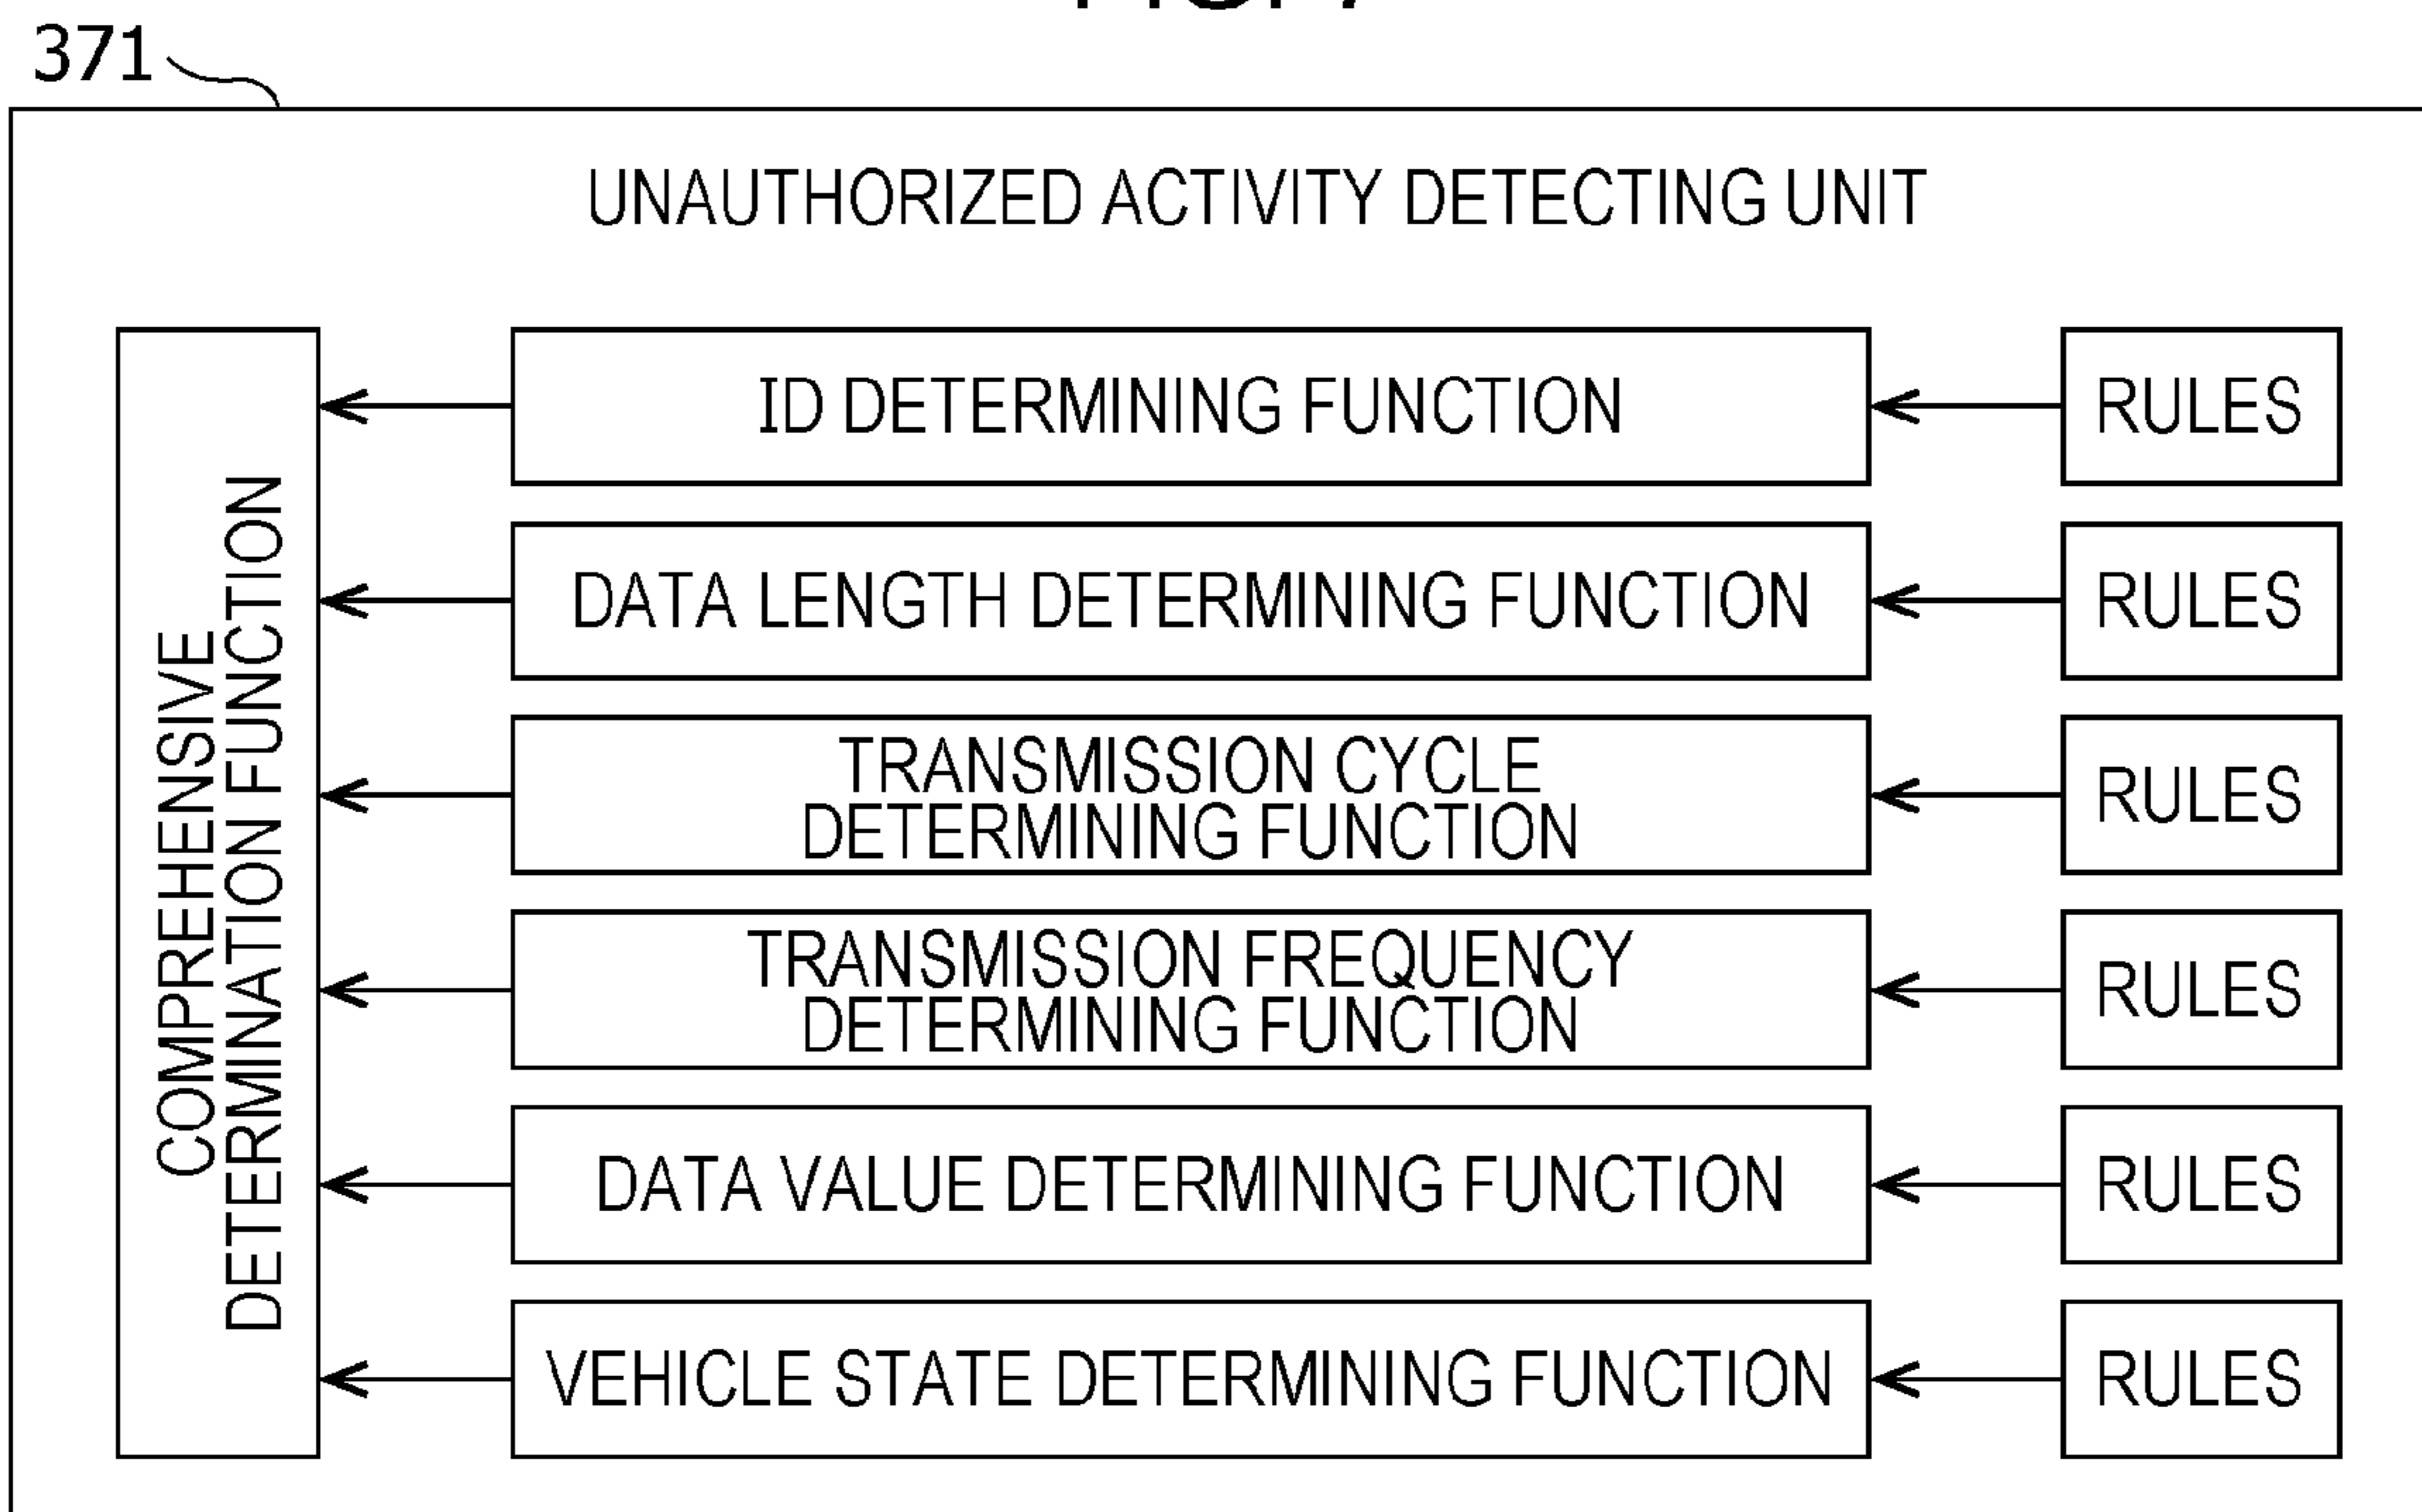 371
UNAUTHORIZED ACTIVITY DETECTING UNIT
COMPREHENSIVE
DETERMINATION FUNCTION
ID DETERMINING FUNCTION
RULES
DATA LENGTH DETERMINING FUNCTION
RULES
TRANSMISSION CYCLE
DETERMINING FUNCTION
RULES
TRANSMISSION FREQUENCY
DETERMINING FUNCTION
RULES
DATA VALUE DETERMINING FUNCTION
RULES
VEHICLE STATE DETERMINING FUNCTION
RULES